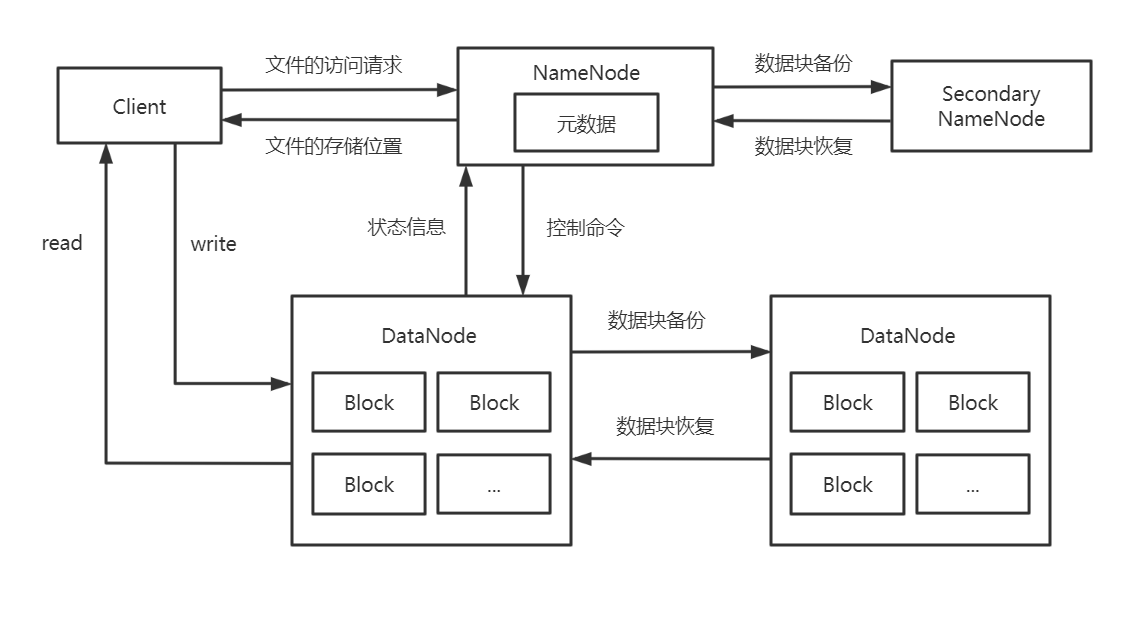 文件的访问请求
Client
文件的存储位置
NameNode
元数据
数据块备份
Secondary
NameNode
数据块恢复
read
write
状态信息
控制命令
DataNode
Block
Block
Block
...
数据块备份
数据块恢复
DataNode
Block
Block
Block
...